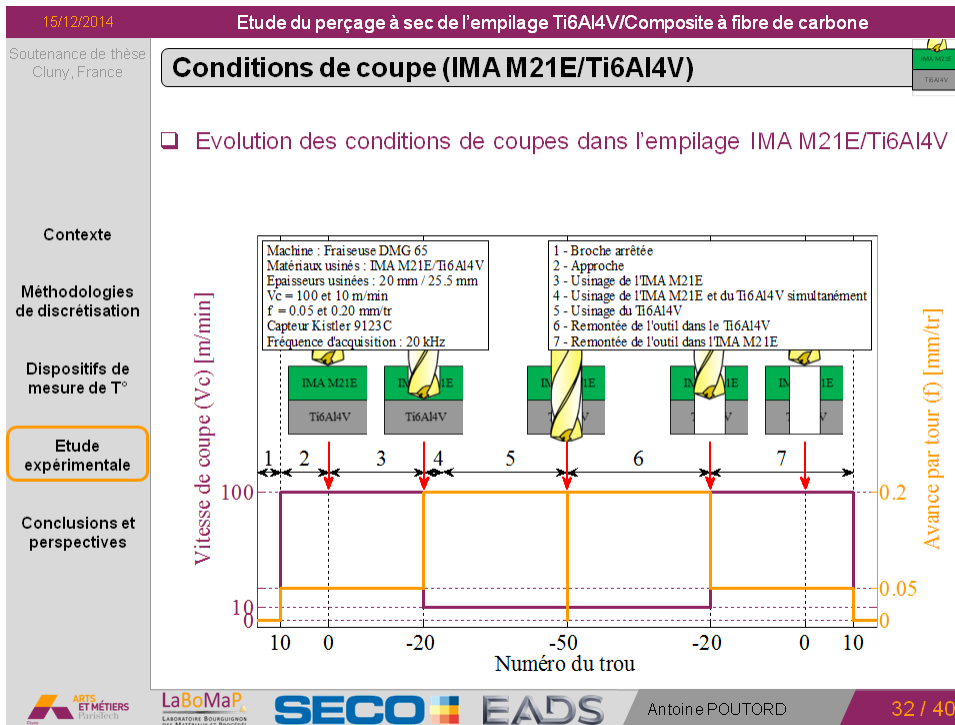 15/12/2014
Etude du perçage à sec de l'empilage Ti6Al4V/Composite à fibre de carbone
Soutenance de thèse
Cluny, France
Conditions de coupe (IMA M21E/Ti6Al4V)
IMA M21E
Ti6Al4V
❑ Evolution des conditions de coupes dans l'empilage IMA M21E/Ti6Al4V
Contexte
Méthodologies
de discrétisation
Dispositifs de
mesure de T°
Etude
expérimentale
Conclusions et
perspectives
Machine : Fraiseuse DMG 65
Matériaux usinés : IMA M21E/Ti6Al4V
Epaisseurs usinées : 20 mm / 25.5 mm
Vc = 100 et 10 m/min
f = 0.05 et 0.20 mm/tr
Capteur Kistler 9123C
Fréquence d'acquisition : 20 kHz
1 - Broche arrêtée
2 - Approche
3 - Usinage de l'IMA M21E
4 - Usinage de l'IMA M21E et du Ti6Al4V simultanément
5 - Usinage du Ti6Al4V
6 - Remontée de l'outil dans le Ti6Al4V
7 - Remontée de l'outil dans l'IMA M21E
IMA M21E
Ti6Al4V
Ti6Al4V
1 2 3 4 5 6 7
Vitesse de coupe (Vc) [m/min]
100
10
0
Avance par tour (f) [mm/tr]
0.2
0.05
0
10 0 -20 -50 -20 0 10
Numéro du trou
ARTS
ET MÉTIERS
ParisTech
Cluny
LaBoMaP
LABORATOIRE BOURGUIGNON
DES MATÉRIAUX ET PROCÉDÉS
SECO
EADS
Antoine POUTORD
32 / 40